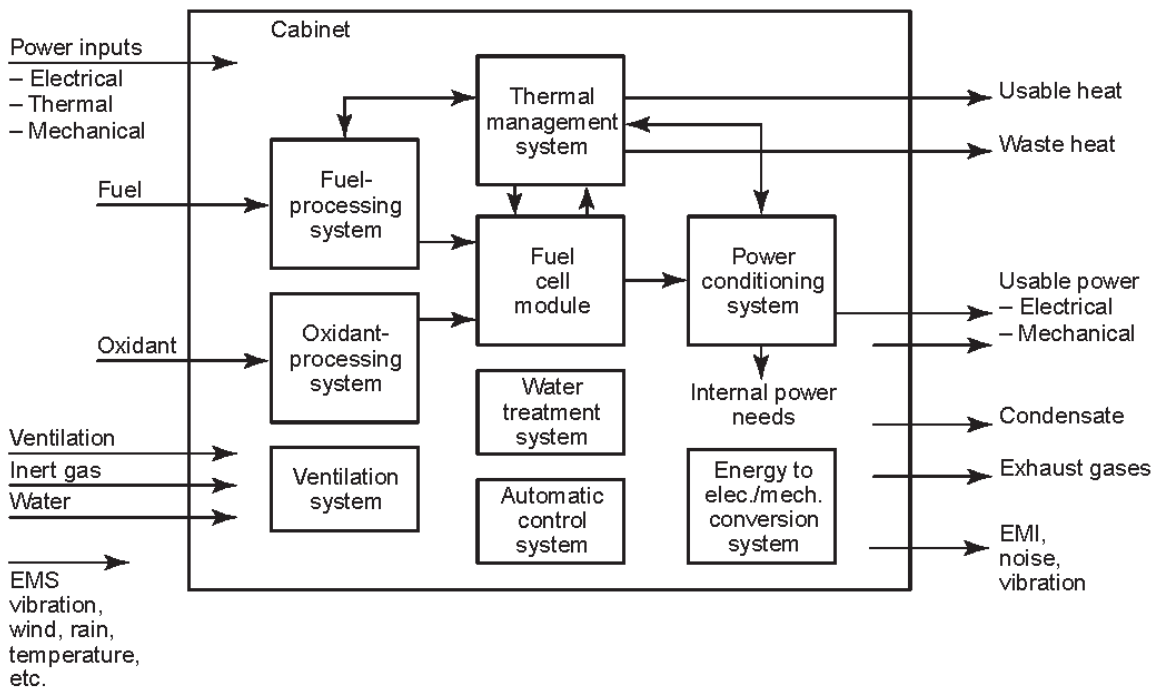 Cabinet
Power inputs
– Electrical
– Thermal
– Mechanical
Fuel
Oxidant
Ventilation
Inert gas
Water
EMS
vibration,
wind, rain,
temperature,
etc.
Fuel-
processing
system
Oxidant-
processing
system
Ventilation
system
Thermal
management
system
Fuel
cell
module
Water
treatment
system
Automatic
control
system
Power
conditioning
system
Internal power
needs
Energy to
elec./mech.
conversion
system
Usable heat
Waste heat
Usable power
– Electrical
– Mechanical
Condensate
Exhaust gases
EMI,
noise,
vibration